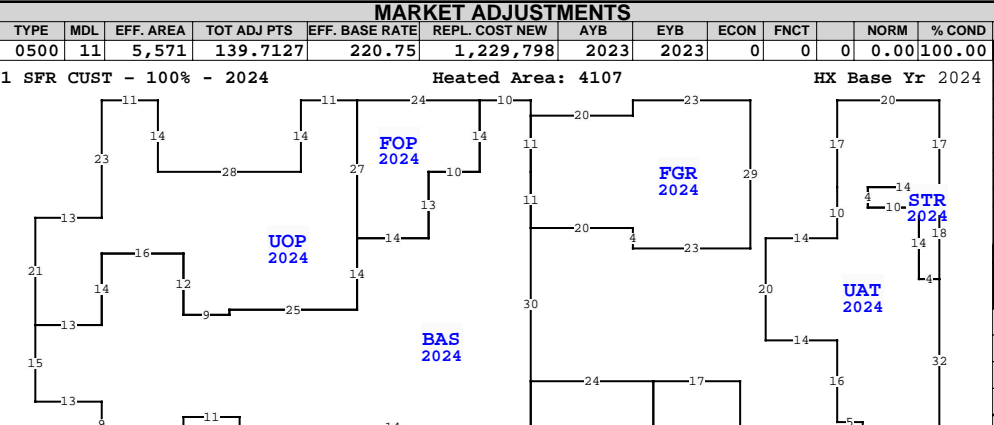 MARKET ADJUSTMENTS
TYPE MDL EFF. AREA TOT ADJ PTS EFF. BASE RATE REPL. COST NEW AYB EYB ECON FNCT NORM % COND
0500 11 5,571 139.7127 220.75 1,229,798 2023 2023 0 0 0 0.00 100.00
1 SFR CUST - 100% - 2024 Heated Area: 4107 HX Base Yr 2024
11 11 24 10 23 20
20
14 14 FOP 14 11 17 17
2024
23 28 27 10 FGR 29
2024
14
4 STR
13 11 10 2024
13 10
20 18
UOP 14 4 23 14 14
2024
21 16 14 4
14 12 20 UAT
2024
9 25 30
13
BAS 14
2024
15 32
24 17 16
13
11 5
9 14